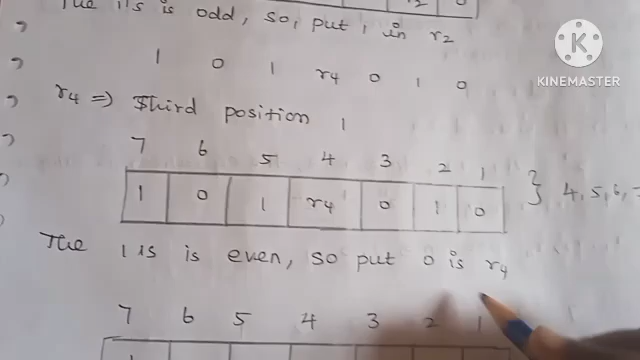 The 1's is odd, so, put 1 in r2
1 0 1 r4 0 1 0
KINEMASTER
r4 => Third position 1
7 6 5 4 3 2 1
1 0 1 r4 0 1 0 } 4, 5, 6,
The 1 is is even, so put 0 is r4
7 6 5 4 3 2 1